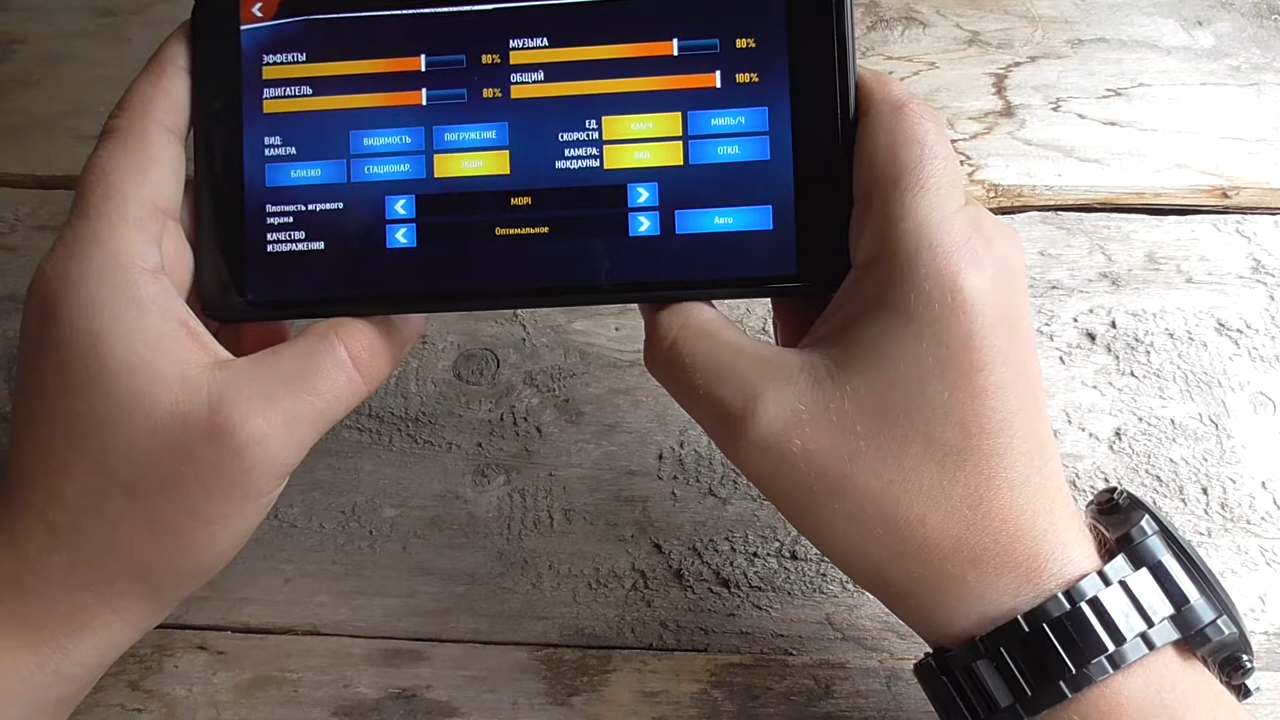 ЭФФЕКТЫ 80%
МУЗЫКА 80%
ДВИГАТЕЛЬ 80%
ОБЩИЙ 100%
ВИД:
КАМЕРА
ВИДИМОСТЬ
ПОГРУЖЕНИЕ
БЛИЗКО
СТАЦИОНАР.
ЭКШН
ЕД.
СКОРОСТИ
КМ/Ч
МИЛЬ/Ч
КАМЕРА:
НОКДАУНЫ
ВКЛ.
ОТКЛ.
Плотность игрового
экрана
MDPI
КАЧЕСТВО
ИЗОБРАЖЕНИЯ
Оптимальное
Авто